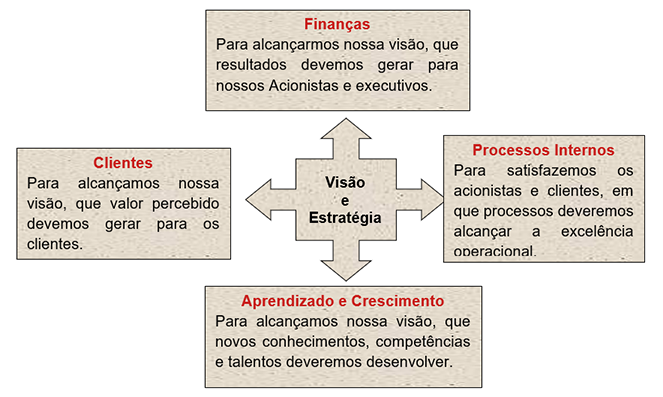 Finanças
Para alcançarmos nossa visão, que
resultados devemos gerar para
nossos Acionistas e executivos.
Clientes
Para alcançamos nossa
visão, que valor percebido
devemos gerar para os
clientes.
Visão
e
Estratégia
Processos Internos
Para satisfazemos os
acionistas e clientes, em
que processos deveremos
alcançar a excelência
operacional.
Aprendizado e Crescimento
Para alcançamos nossa visão, que
novos conhecimentos, competências
e talentos deveremos desenvolver.